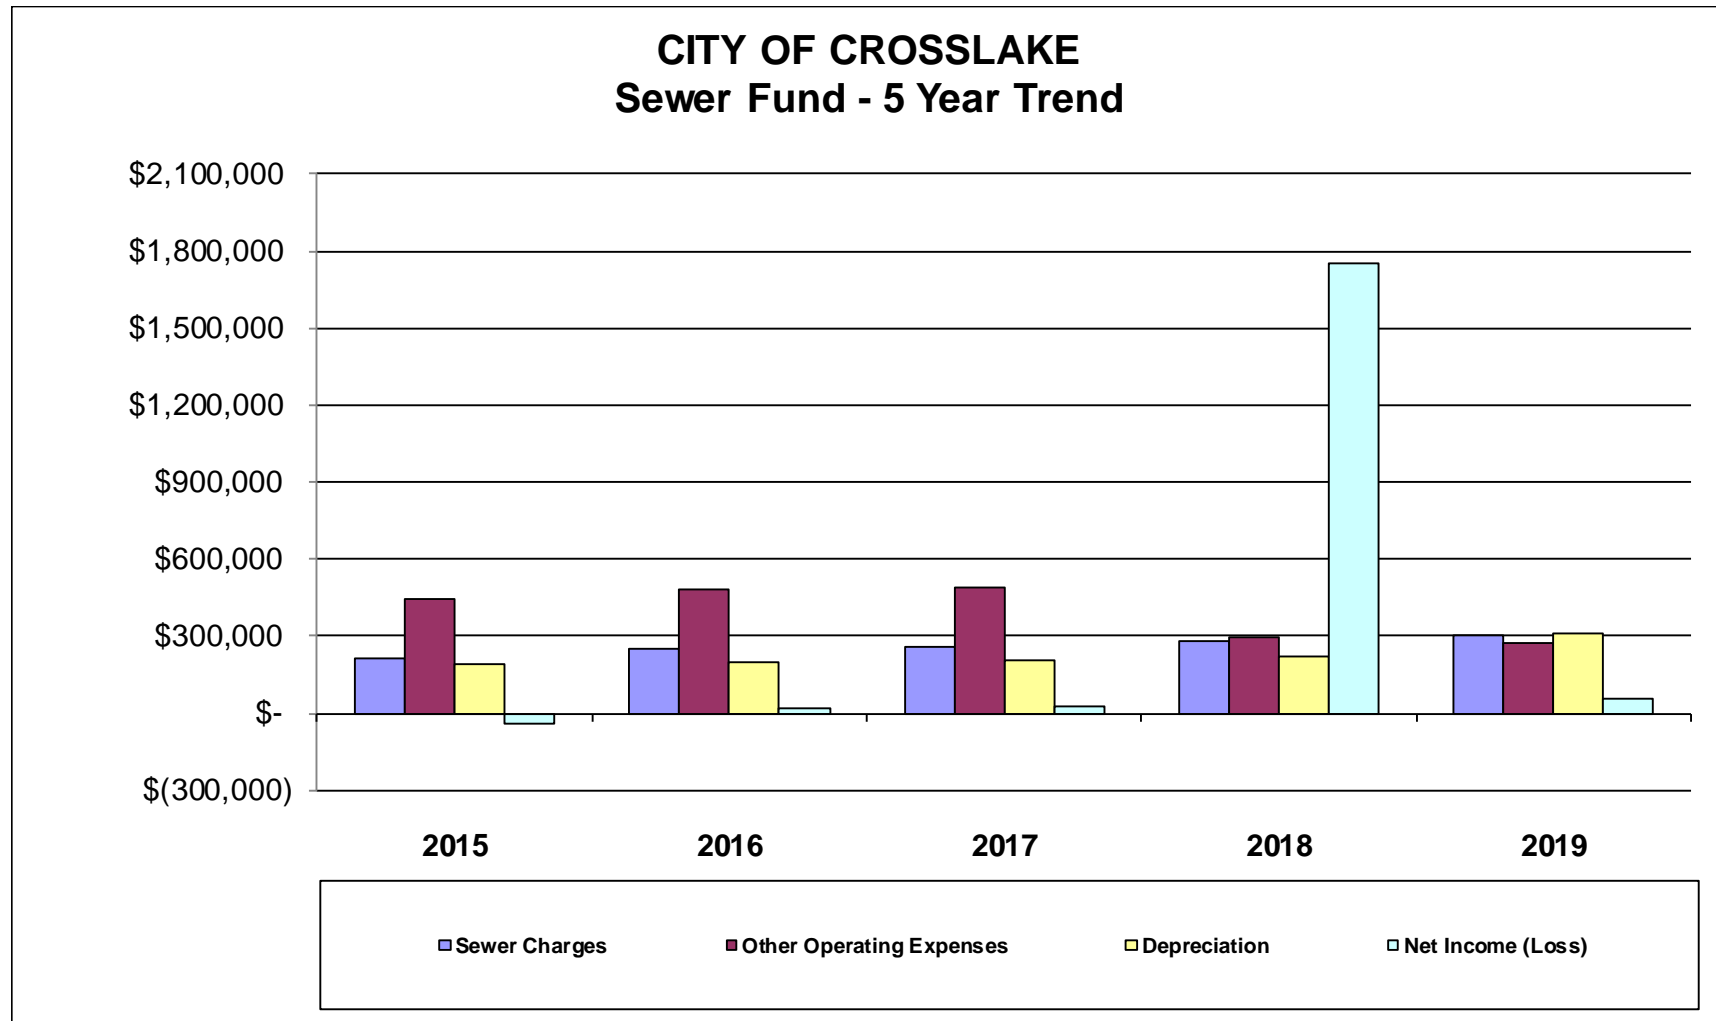 CITY OF CROSSLAKE
Sewer Fund - 5 Year Trend
$2,100,000
$1,800,000
$1,500,000
$1,200,000
$900,000
$600,000
$300,000
$-
$(300,000)
2015 2016 2017 2018 2019
Sewer Charges Other Operating Expenses Depreciation Net Income (Loss)